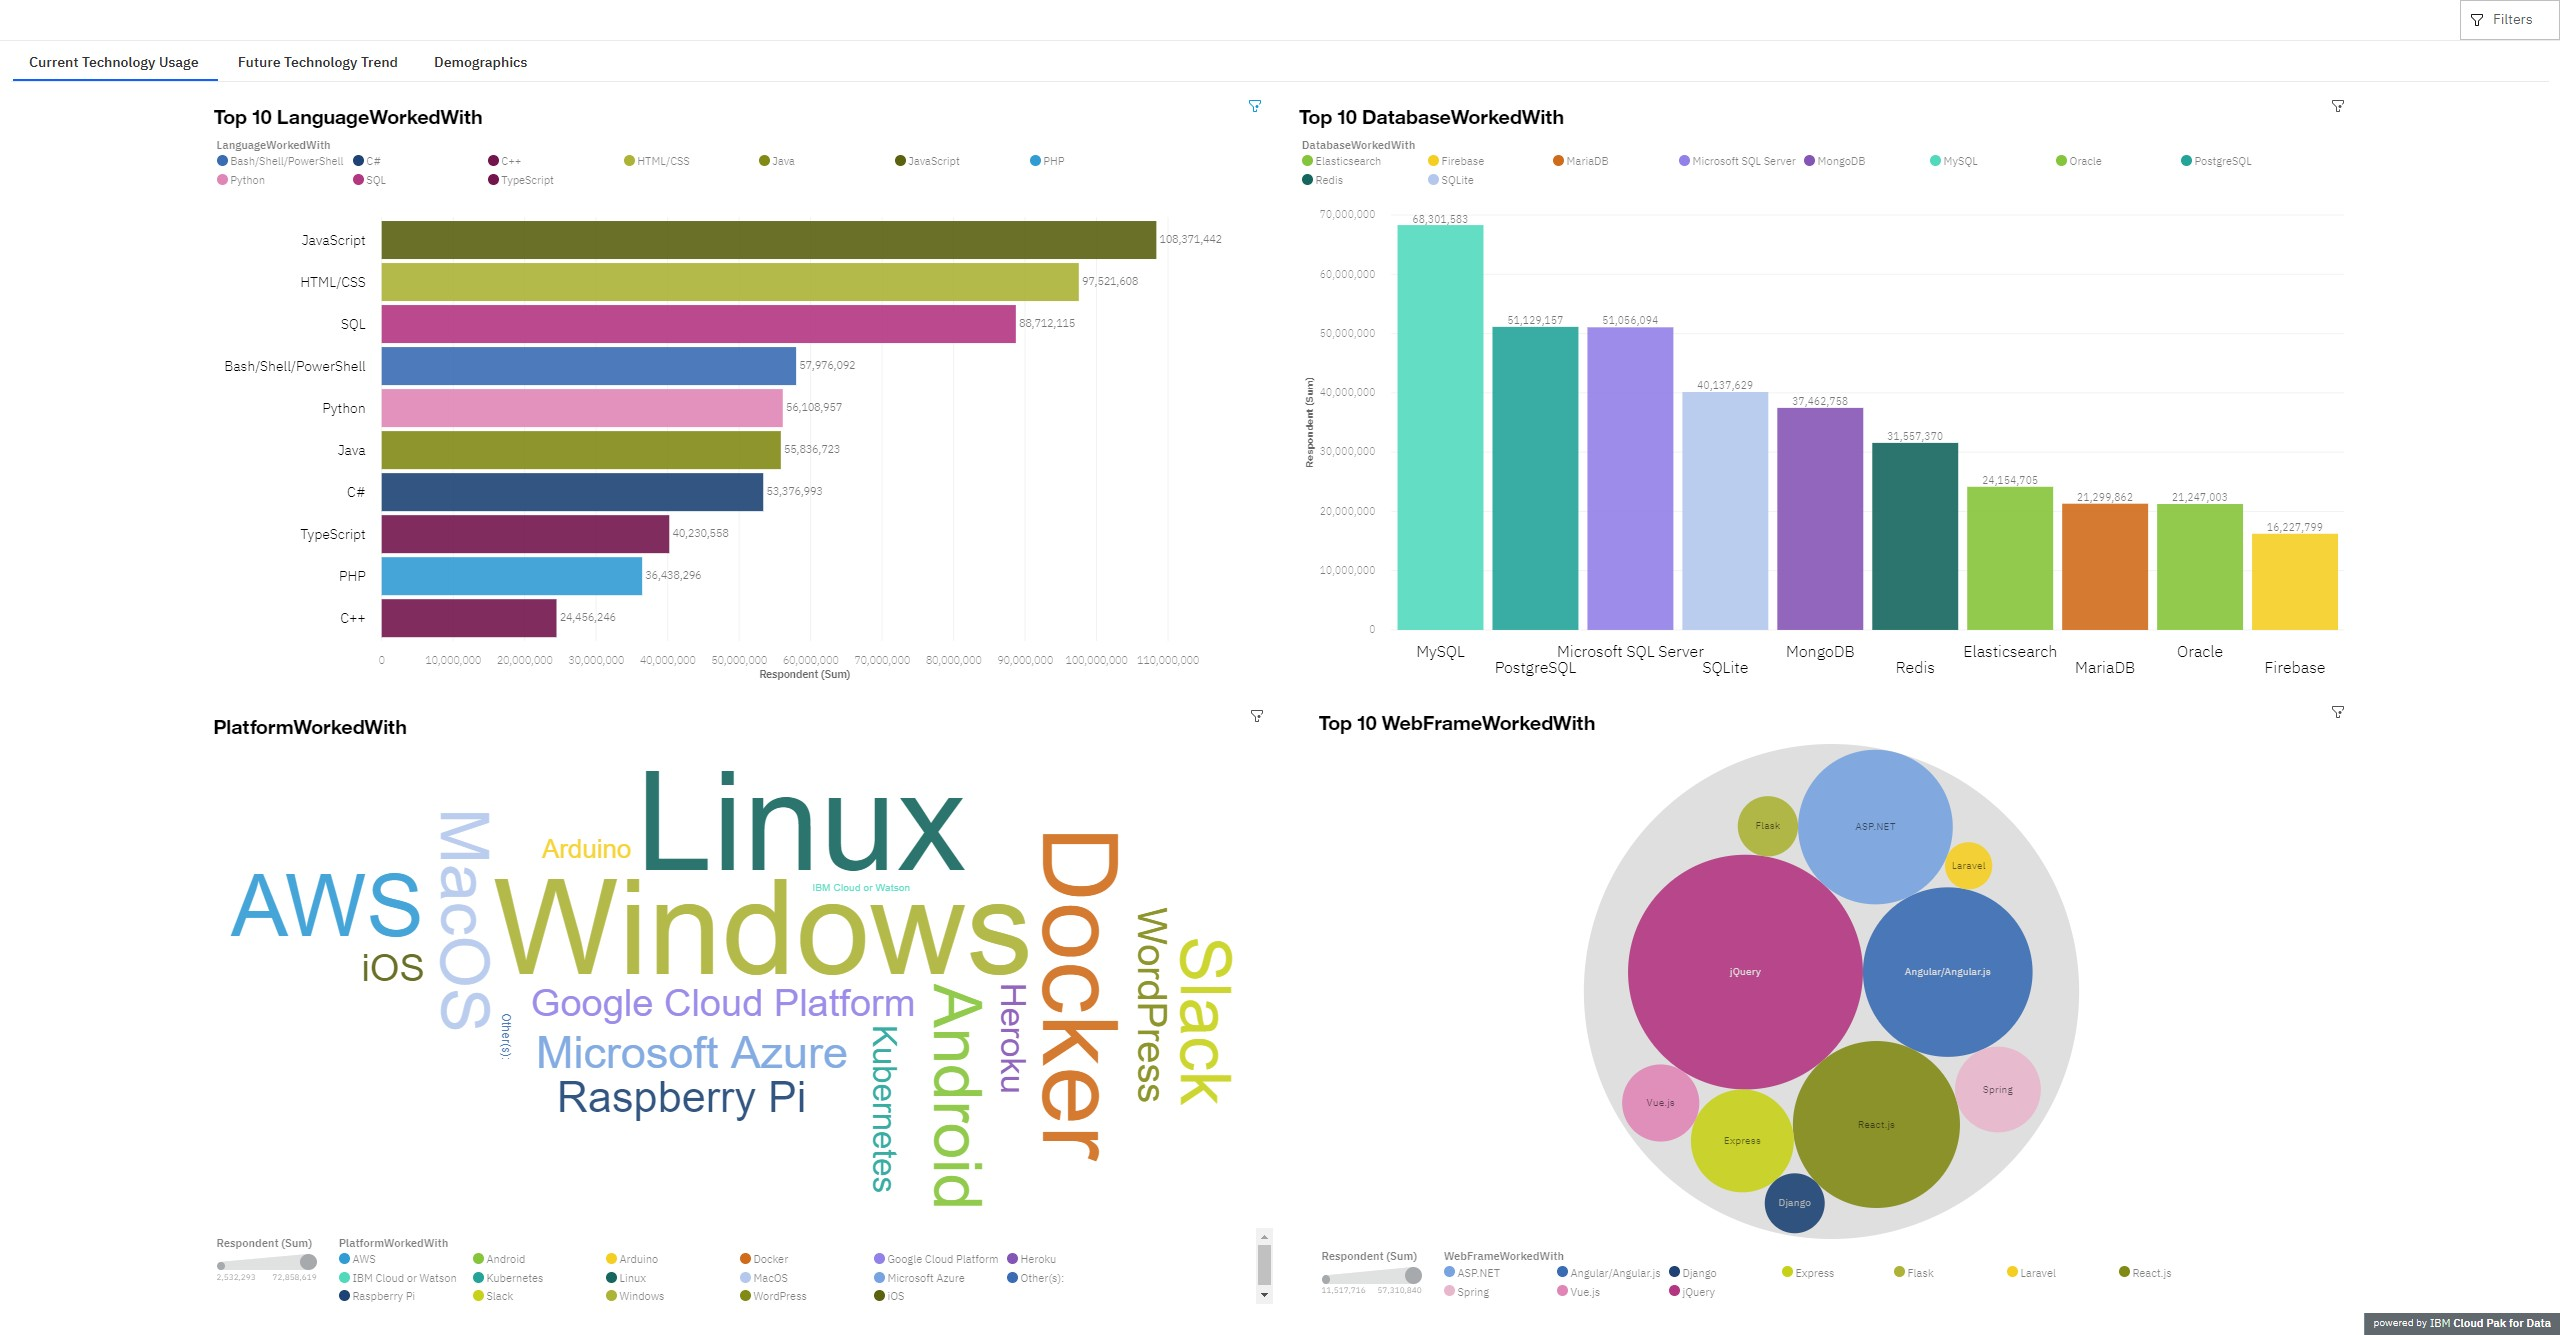 Filters
Current Technology Usage Future Technology Trend Demographics
Top 10 LanguageWorkedWith
LanguageWorkedWith
Bash/Shell/PowerShell C# C++ HTML/CSS Java JavaScript PHP
Python SQL TypeScript
JavaScript 108,371,442
HTML/CSS 97,521,608
SQL 88,712,115
Bash/Shell/PowerShell 57,976,092
Python 56,108,957
Java 55,836,723
C# 53,376,993
TypeScript 40,230,558
PHP 36,438,296
C++ 24,456,246
0 10,000,000 20,000,000 30,000,000 40,000,000 50,000,000 60,000,000 70,000,000 80,000,000 90,000,000 100,000,000 110,000,000
Respondent (Sum)
Top 10 DatabaseWorkedWith
DatabaseWorkedWith
Elasticsearch Firebase MariaDB Microsoft SQL Server MongoDB MySQL Oracle PostgreSQL
Redis SQLite
Respondent (Sum)
70,000,000
60,000,000
50,000,000
40,000,000
30,000,000
20,000,000
10,000,000
0
68,301,583
51,129,157
51,056,094
40,137,629
37,462,758
31,557,370
24,154,705
21,299,862
21,247,003
16,227,799
MySQL Microsoft SQL Server MongoDB Elasticsearch Oracle
PostgreSQL SQLite Redis MariaDB Firebase
PlatformWorkedWith
Linux
Arduino
MacOS
AWS
IBM Cloud or Watson
Windows
Docker
iOS
WordPress
Slack
Google Cloud Platform
Other(s):
Android
Heroku
Microsoft Azure
Kubernetes
Raspberry Pi
Respondent (Sum)
2,532,293 72,858,619
PlatformWorkedWith
AWS Android Arduino Docker Google Cloud Platform Heroku
IBM Cloud or Watson Kubernetes Linux MacOS Microsoft Azure Other(s):
Raspberry Pi Slack Windows WordPress iOS
Top 10 WebFrameWorkedWith
Flask
ASP.NET
Laravel
jQuery
Angular/Angular.js
Spring
Vue.js
React.js
Express
Django
Respondent (Sum)
11,517,716 57,310,840
WebFrameWorkedWith
ASP.NET Angular/Angular.js Django Express Flask Laravel React.js
Spring Vue.js jQuery
powered by IBM Cloud Pak for Data